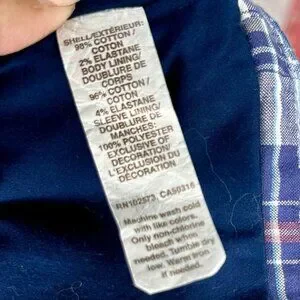 SHELL/EXTÉRIEUR:
98% COTTON /
COTON
2% ELASTANE
BODY LINING/
DOUBLURE DE
CORPS
96% COTTON /
COTON
4% ELASTANE
SLEEVE LINING/
DOUBLURE DE
MANCHES:
100% POLYESTER
EXCLUSIVE OF
DECORATION/
L'EXCLUSION DU
DÉCORATION
RN102573 CA50316
Machine wash cold
with like colors.
Only non-chlorine
bleach when
needed. Tumble dry
low. Warm iron
if needed.